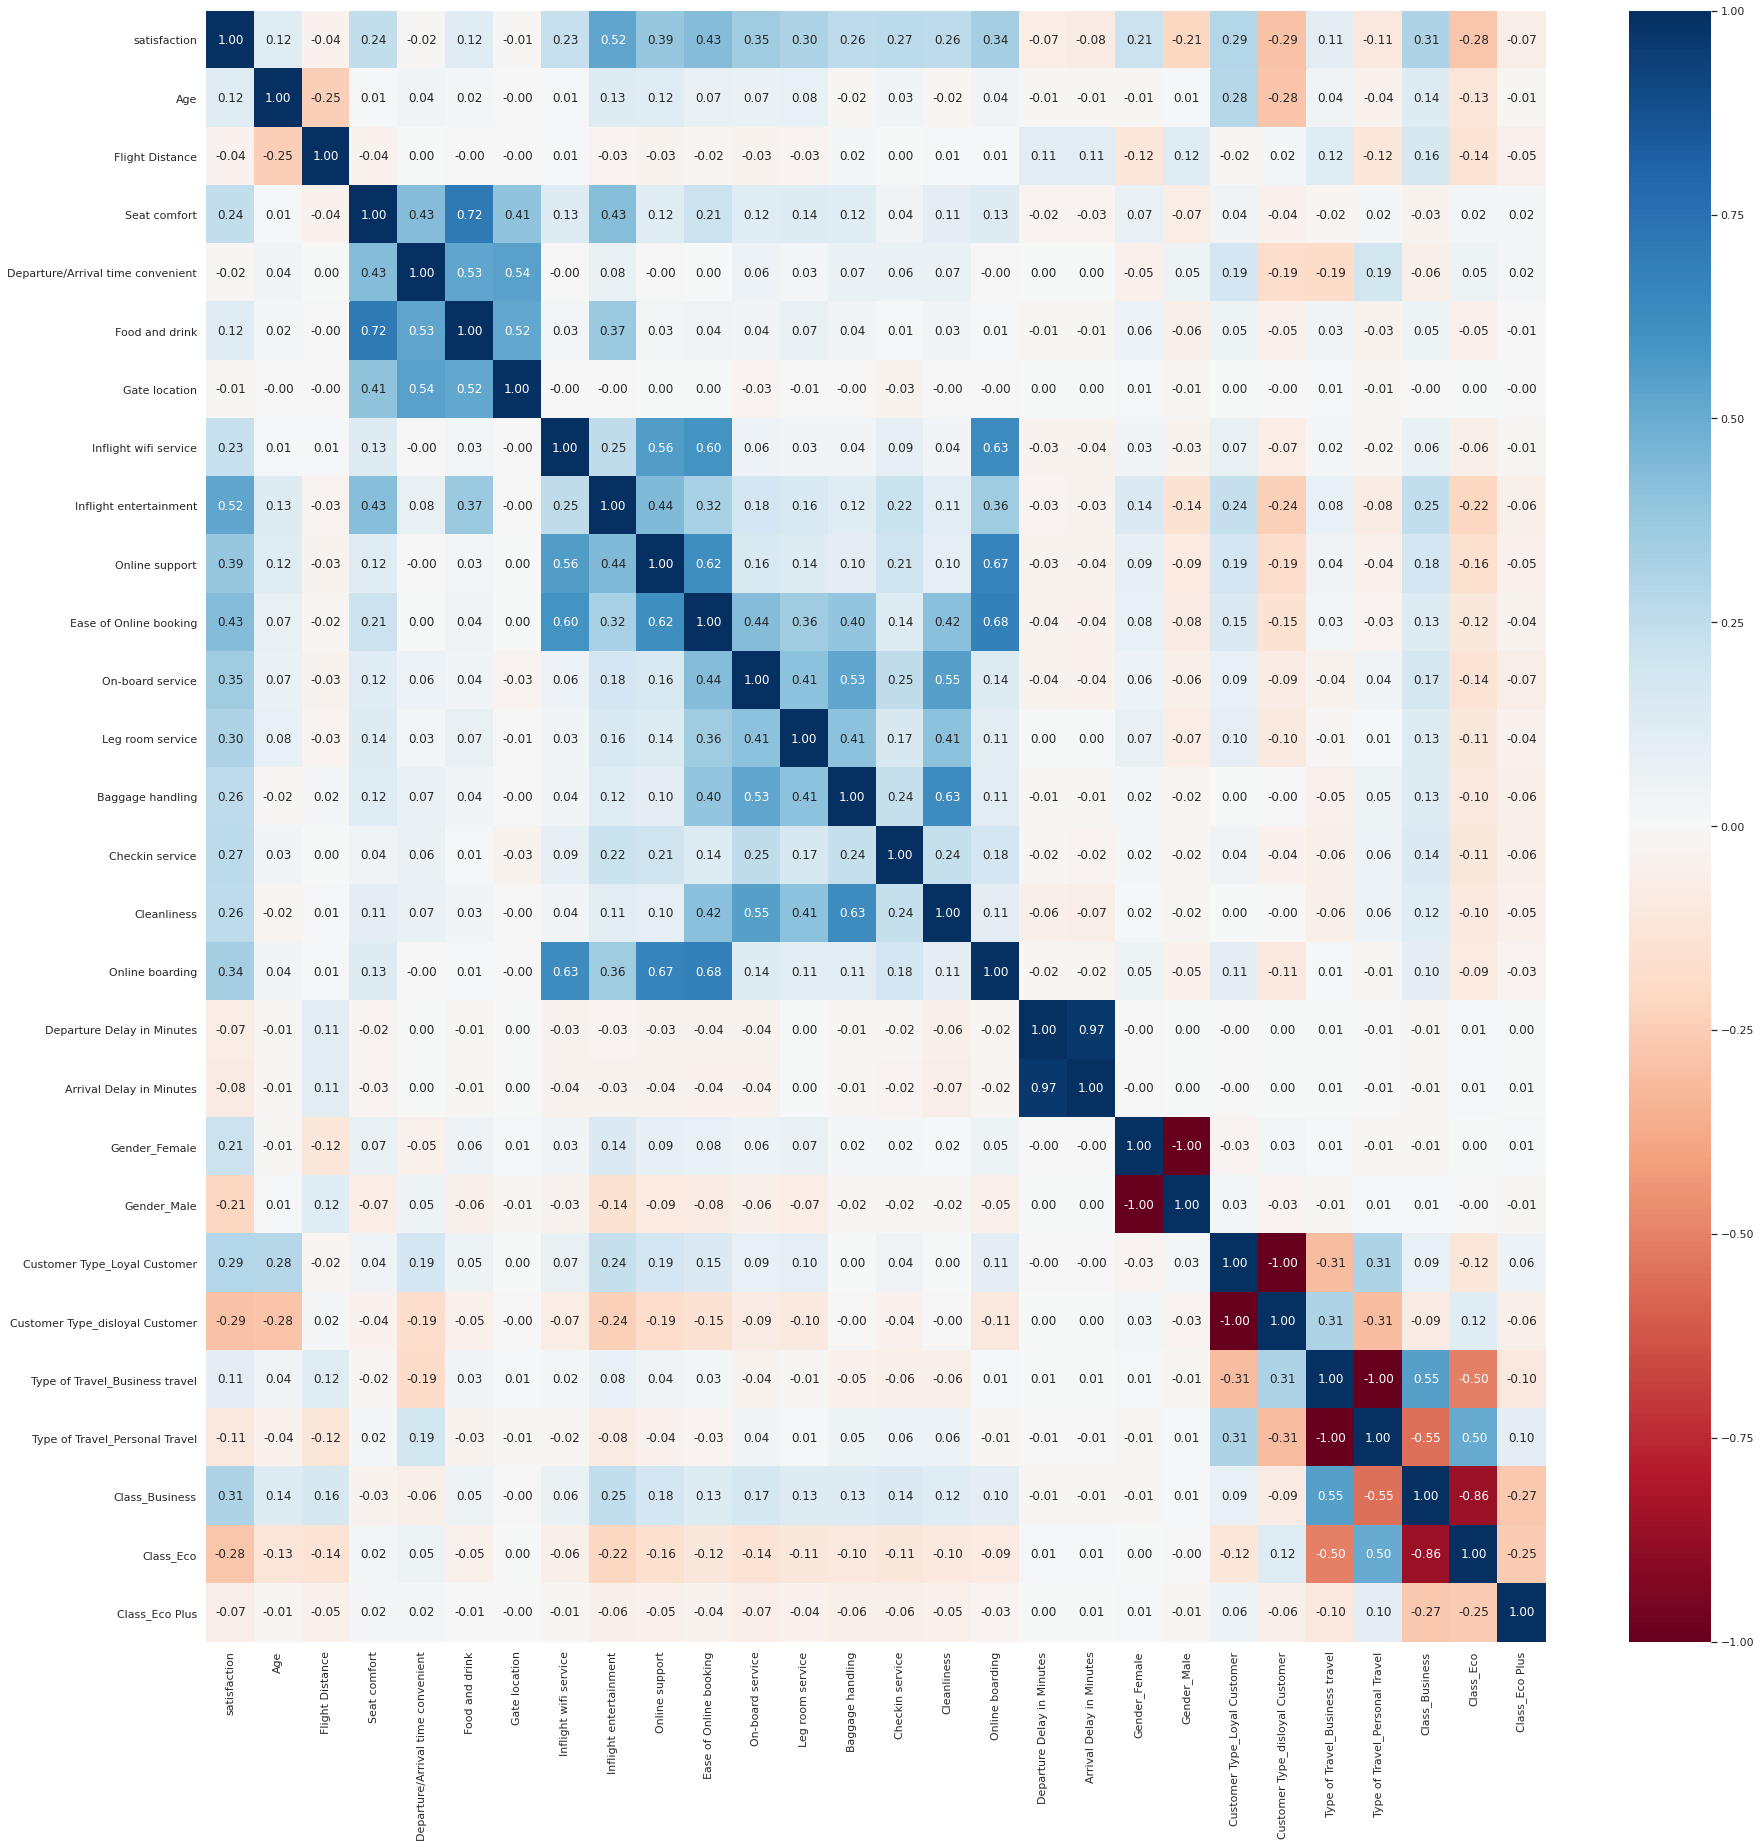 satisfaction 1.00 0.12 -0.04 0.24 -0.02 0.12 -0.01 0.23 0.52 0.39 0.43 0.35 0.30 0.26 0.27 0.26 0.34 -0.07 -0.08 0.21 -0.21 0.29 -0.29 0.11 -0.11 0.31 -0.28 -0.07
Age 0.12 1.00 -0.25 0.01 0.04 0.02 -0.00 0.01 0.13 0.12 0.07 0.07 0.08 -0.02 0.03 -0.02 0.04 -0.01 -0.01 -0.01 0.01 0.28 -0.28 0.04 -0.04 0.14 -0.13 -0.01
Flight Distance -0.04 -0.25 1.00 -0.04 0.00 -0.00 -0.00 0.01 -0.03 -0.03 -0.02 -0.03 -0.03 0.02 0.00 0.01 0.01 0.11 0.11 -0.12 0.12 -0.02 0.02 0.12 -0.12 0.16 -0.14 -0.05
Seat comfort 0.24 0.01 -0.04 1.00 0.43 0.72 0.41 0.13 0.43 0.12 0.21 0.12 0.14 0.12 0.04 0.11 0.13 -0.02 -0.03 0.07 -0.07 0.04 -0.04 -0.02 0.02 -0.03 0.02 0.02
Departure/Arrival time convenient -0.02 0.04 0.00 0.43 1.00 0.53 0.54 -0.00 0.08 -0.00 0.00 0.06 0.03 0.07 0.06 0.07 -0.00 0.00 0.00 -0.05 0.05 0.19 -0.19 -0.19 0.19 -0.06 0.05 0.02
Food and drink 0.12 0.02 -0.00 0.72 0.53 1.00 0.52 0.03 0.37 0.03 0.04 0.04 0.07 0.04 0.01 0.03 0.01 -0.01 -0.01 0.06 -0.06 0.05 -0.05 0.03 -0.03 0.05 -0.05 -0.01
Gate location -0.01 -0.00 -0.00 0.41 0.54 0.52 1.00 -0.00 -0.00 0.00 0.00 -0.03 -0.01 -0.00 -0.03 -0.00 -0.00 0.00 0.00 0.01 -0.01 0.00 -0.00 0.01 -0.01 -0.00 0.00 -0.00
Inflight wifi service 0.23 0.01 0.01 0.13 -0.00 0.03 -0.00 1.00 0.25 0.56 0.60 0.06 0.03 0.04 0.09 0.04 0.63 -0.03 -0.04 0.03 -0.03 0.07 -0.07 0.02 -0.02 0.06 -0.06 -0.01
Inflight entertainment 0.52 0.13 -0.03 0.43 0.08 0.37 -0.00 0.25 1.00 0.44 0.32 0.18 0.16 0.12 0.22 0.11 0.36 -0.03 -0.03 0.14 -0.14 0.24 -0.24 0.08 -0.08 0.25 -0.22 -0.06
Online support 0.39 0.12 -0.03 0.12 -0.00 0.03 0.00 0.56 0.44 1.00 0.62 0.16 0.14 0.10 0.21 0.10 0.67 -0.03 -0.04 0.09 -0.09 0.19 -0.19 0.04 -0.04 0.18 -0.16 -0.05
Ease of Online booking 0.43 0.07 -0.02 0.21 0.00 0.04 0.00 0.60 0.32 0.62 1.00 0.44 0.36 0.40 0.14 0.42 0.68 -0.04 -0.04 0.08 -0.08 0.15 -0.15 0.03 -0.03 0.13 -0.12 -0.04
On-board service 0.35 0.07 -0.03 0.12 0.06 0.04 -0.03 0.06 0.18 0.16 0.44 1.00 0.41 0.53 0.25 0.55 0.14 -0.04 -0.04 0.06 -0.06 0.09 -0.09 -0.04 0.04 0.17 -0.14 -0.07
Leg room service 0.30 0.08 -0.03 0.14 0.03 0.07 -0.01 0.03 0.16 0.14 0.36 0.41 1.00 0.41 0.17 0.41 0.11 0.00 0.00 0.07 -0.07 0.10 -0.10 -0.01 0.01 0.13 -0.11 -0.04
Baggage handling 0.26 -0.02 0.02 0.12 0.07 0.04 -0.00 0.04 0.12 0.10 0.40 0.53 0.41 1.00 0.24 0.63 0.11 -0.01 -0.01 0.02 -0.02 0.00 -0.00 -0.05 0.05 0.13 -0.10 -0.06
Checkin service 0.27 0.03 0.00 0.04 0.06 0.01 -0.03 0.09 0.22 0.21 0.14 0.25 0.17 0.24 1.00 0.24 0.18 -0.02 -0.02 0.02 -0.02 0.04 -0.04 -0.06 0.06 0.14 -0.11 -0.06
Cleanliness 0.26 -0.02 0.01 0.11 0.07 0.03 -0.00 0.04 0.11 0.10 0.42 0.55 0.41 0.63 0.24 1.00 0.11 -0.06 -0.07 0.02 -0.02 0.00 -0.00 -0.06 0.06 0.12 -0.10 -0.05
Online boarding 0.34 0.04 0.01 0.13 -0.00 0.01 -0.00 0.63 0.36 0.67 0.68 0.14 0.11 0.11 0.18 0.11 1.00 -0.02 -0.02 0.05 -0.05 0.11 -0.11 0.01 -0.01 0.10 -0.09 -0.03
Departure Delay in Minutes -0.07 -0.01 0.11 -0.02 0.00 -0.01 0.00 -0.03 -0.03 -0.03 -0.04 -0.04 0.00 -0.01 -0.02 -0.06 -0.02 1.00 0.97 -0.00 0.00 -0.00 0.00 0.01 -0.01 -0.01 0.01 0.00
Arrival Delay in Minutes -0.08 -0.01 0.11 -0.03 0.00 -0.01 0.00 -0.04 -0.03 -0.04 -0.04 -0.04 0.00 -0.01 -0.02 -0.07 -0.02 0.97 1.00 -0.00 0.00 -0.00 0.00 0.01 -0.01 -0.01 0.01 0.01
Gender_Female 0.21 -0.01 -0.12 0.07 -0.05 0.06 0.01 0.03 0.14 0.09 0.08 0.06 0.07 0.02 0.02 0.02 0.05 -0.00 -0.00 1.00 -1.00 -0.03 0.03 0.01 -0.01 -0.01 0.00 0.01
Gender_Male -0.21 0.01 0.12 -0.07 0.05 -0.06 -0.01 -0.03 -0.14 -0.09 -0.08 -0.06 -0.07 -0.02 -0.02 -0.02 -0.05 0.00 0.00 -1.00 1.00 0.03 -0.03 -0.01 0.01 0.01 -0.00 -0.01
Customer Type_Loyal Customer 0.29 0.28 -0.02 0.04 0.19 0.05 0.00 0.07 0.24 0.19 0.15 0.09 0.10 0.00 0.04 0.00 0.11 -0.00 -0.00 -0.03 0.03 1.00 -1.00 -0.31 0.31 0.09 -0.12 0.06
Customer Type_disloyal Customer -0.29 -0.28 0.02 -0.04 -0.19 -0.05 -0.00 -0.07 -0.24 -0.19 -0.15 -0.09 -0.10 -0.00 -0.04 -0.00 -0.11 0.00 0.00 0.03 -0.03 -1.00 1.00 0.31 -0.31 -0.09 0.12 -0.06
Type of Travel_Business travel 0.11 0.04 0.12 -0.02 -0.19 0.03 0.01 0.02 0.08 0.04 0.03 -0.04 -0.01 -0.05 -0.06 -0.06 0.01 0.01 0.01 0.01 -0.01 -0.31 0.31 1.00 -1.00 0.55 -0.50 -0.10
Type of Travel_Personal Travel -0.11 -0.04 -0.12 0.02 0.19 -0.03 -0.01 -0.02 -0.08 -0.04 -0.03 0.04 0.01 0.05 0.06 0.06 -0.01 -0.01 -0.01 -0.01 0.01 0.31 -0.31 -1.00 1.00 -0.55 0.50 0.10
Class_Business 0.31 0.14 0.16 -0.03 -0.06 0.05 -0.00 0.06 0.25 0.18 0.13 0.17 0.13 0.13 0.14 0.12 0.10 -0.01 -0.01 -0.01 0.01 0.09 -0.09 0.55 -0.55 1.00 -0.86 -0.27
Class_Eco -0.28 -0.13 -0.14 0.02 0.05 -0.05 0.00 -0.06 -0.22 -0.16 -0.12 -0.14 -0.11 -0.10 -0.11 -0.10 -0.09 0.01 0.01 0.00 -0.00 -0.12 0.12 -0.50 0.50 -0.86 1.00 -0.25
Class_Eco Plus -0.07 -0.01 -0.05 0.02 0.02 -0.01 -0.00 -0.01 -0.06 -0.05 -0.04 -0.07 -0.04 -0.06 -0.06 -0.05 -0.03 0.00 0.01 0.01 -0.01 0.06 -0.06 -0.10 0.10 -0.27 -0.25 1.00
satisfaction
Age
Flight Distance
Seat comfort
Departure/Arrival time convenient
Food and drink
Gate location
Inflight wifi service
Inflight entertainment
Online support
Ease of Online booking
On-board service
Leg room service
Baggage handling
Checkin service
Cleanliness
Online boarding
Departure Delay in Minutes
Arrival Delay in Minutes
Gender_Female
Gender_Male
Customer Type_Loyal Customer
Customer Type_disloyal Customer
Type of Travel_Business travel
Type of Travel_Personal Travel
Class_Business
Class_Eco
Class_Eco Plus
1.00
0.75
0.50
0.25
0.00
−0.25
−0.50
−0.75
−1.00